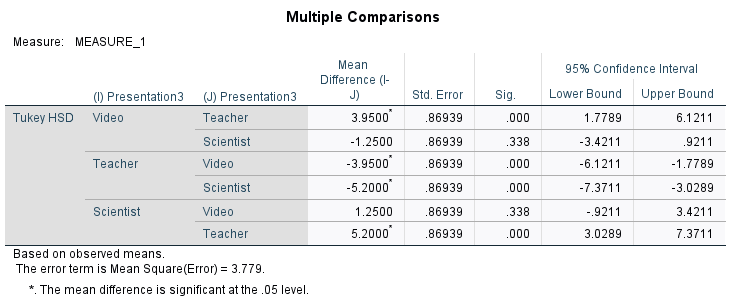 Multiple Comparisons
Measure: MEASURE_1
(I) Presentation3 (J) Presentation3 Mean Difference (I-J) Std. Error Sig. 95% Confidence Interval
Lower Bound Upper Bound
Tukey HSD Video Teacher 3.9500* .86939 .000 1.7789 6.1211
Scientist -1.2500 .86939 .338 -3.4211 .9211
Teacher Video -3.9500* .86939 .000 -6.1211 -1.7789
Scientist -5.2000* .86939 .000 -7.3711 -3.0289
Scientist Video 1.2500 .86939 .338 -.9211 3.4211
Teacher 5.2000* .86939 .000 3.0289 7.3711
Based on observed means.
The error term is Mean Square(Error) = 3.779.
*. The mean difference is significant at the .05 level.